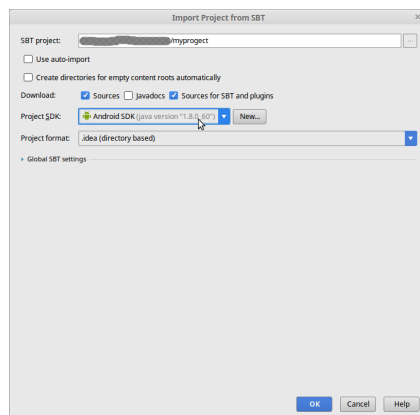 Import Project from SBT
SBT project: /myprogect ...
Use auto-import
Create directories for empty content roots automatically
Download: Sources Javadocs Sources for SBT and plugins
Project SDK: Android SDK (java version "1.8.0_60") New...
Project format: .idea (directory based)
Global SBT settings
OK Cancel Help